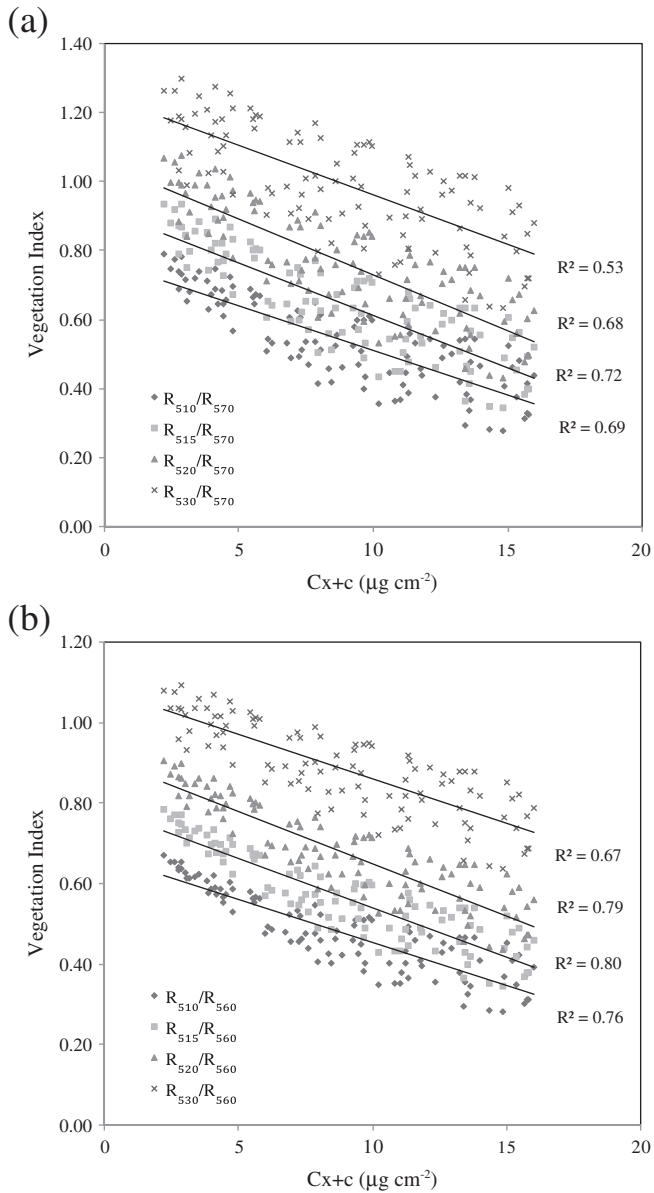 (a)
1.40
1.20
1.00
0.80
0.60
0.40
0.20
0.00
Vegetation Index
R² = 0.53
R² = 0.68
R² = 0.72
R² = 0.69
R510/R570
R515/R570
R520/R570
R530/R570
0 5 10 15 20
Cx+c (µg cm-2)
(b)
1.20
1.00
0.80
0.60
0.40
0.20
0.00
Vegetation Index
R² = 0.67
R² = 0.79
R² = 0.80
R² = 0.76
R510/R560
R515/R560
R520/R560
R530/R560
0 5 10 15 20
Cx+c (µg cm-2)